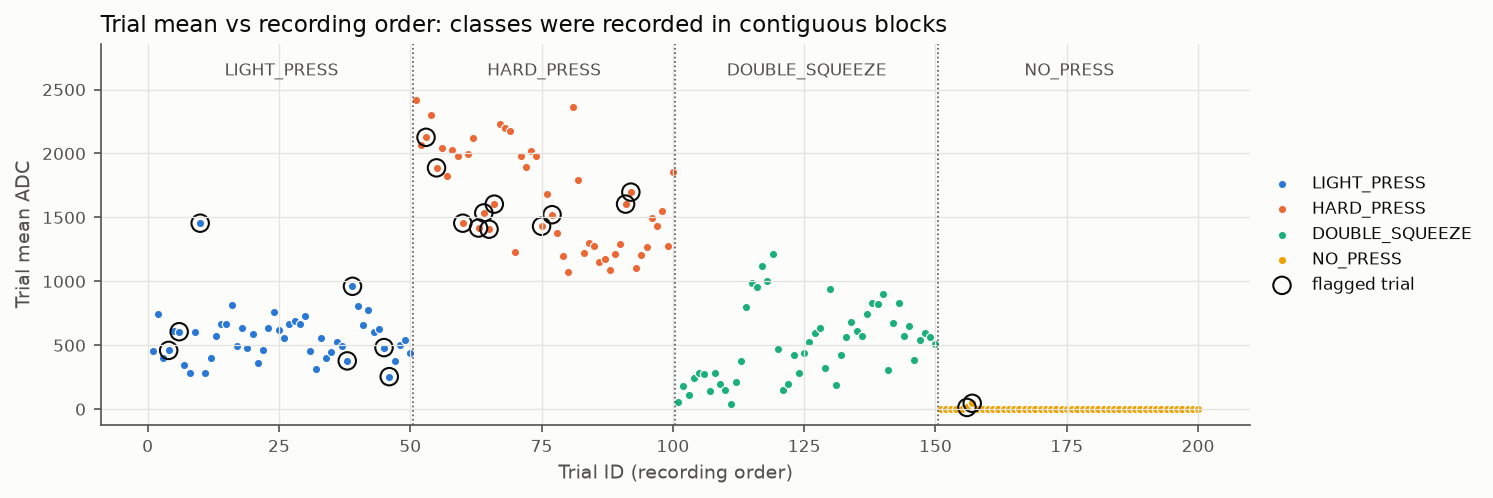 Trial mean vs recording order: classes were recorded in contiguous blocks
LIGHT_PRESS HARD_PRESS DOUBLE_SQUEEZE NO_PRESS
2500
2000
1500
1000
500
0
Trial mean ADC
0 25 50 75 100 125 150 175 200
Trial ID (recording order)
LIGHT_PRESS
HARD_PRESS
DOUBLE_SQUEEZE
NO_PRESS
flagged trial